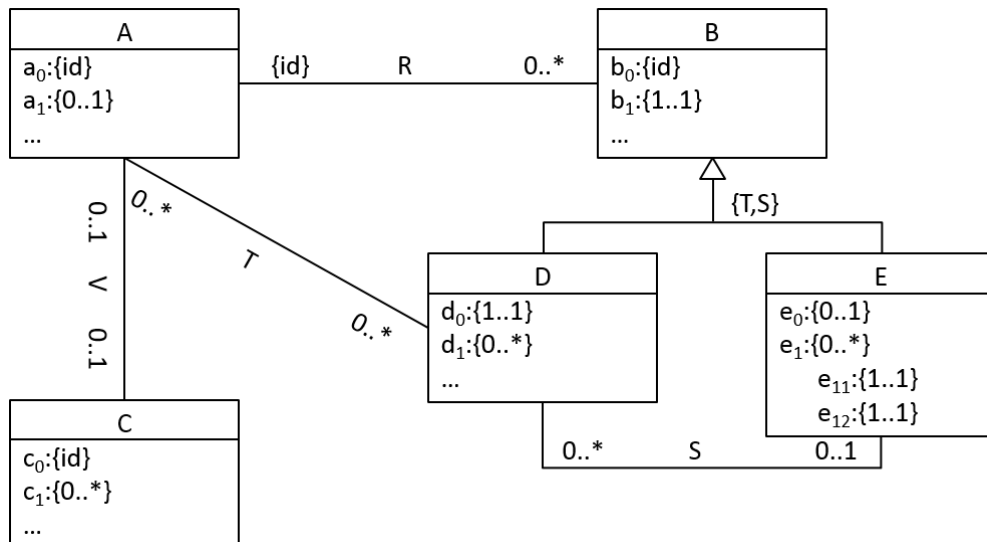 A
a₀:{id}
a₁:{0..1}
...
{id} R 0..*
B
b₀:{id}
b₁:{1..1}
...
{T,S}
0..1 V 0..1
0.. * T 0.. *
D
d₀:{1..1}
d₁:{0..*}
...
E
e₀:{0..1}
e₁:{0..*}
e₁₁:{1..1}
e₁₂:{1..1}
0..* S 0..1
C
c₀:{id}
c₁:{0..*}
...